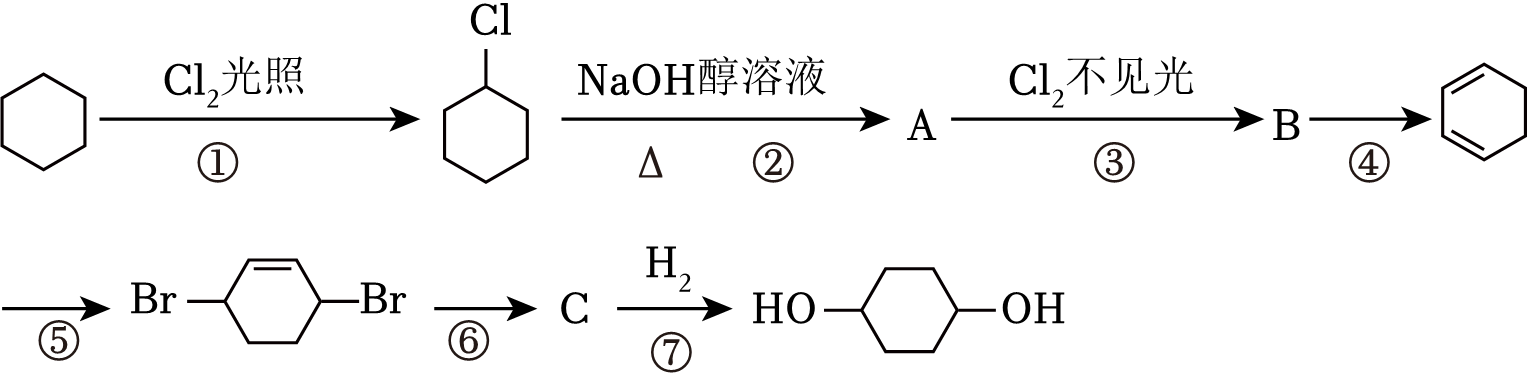 Cl
Cl₂光照 NaOH醇溶液 Cl₂不见光
A B
① Δ ② ③ ④
H₂
Br Br C HO OH
⑤ ⑥ ⑦